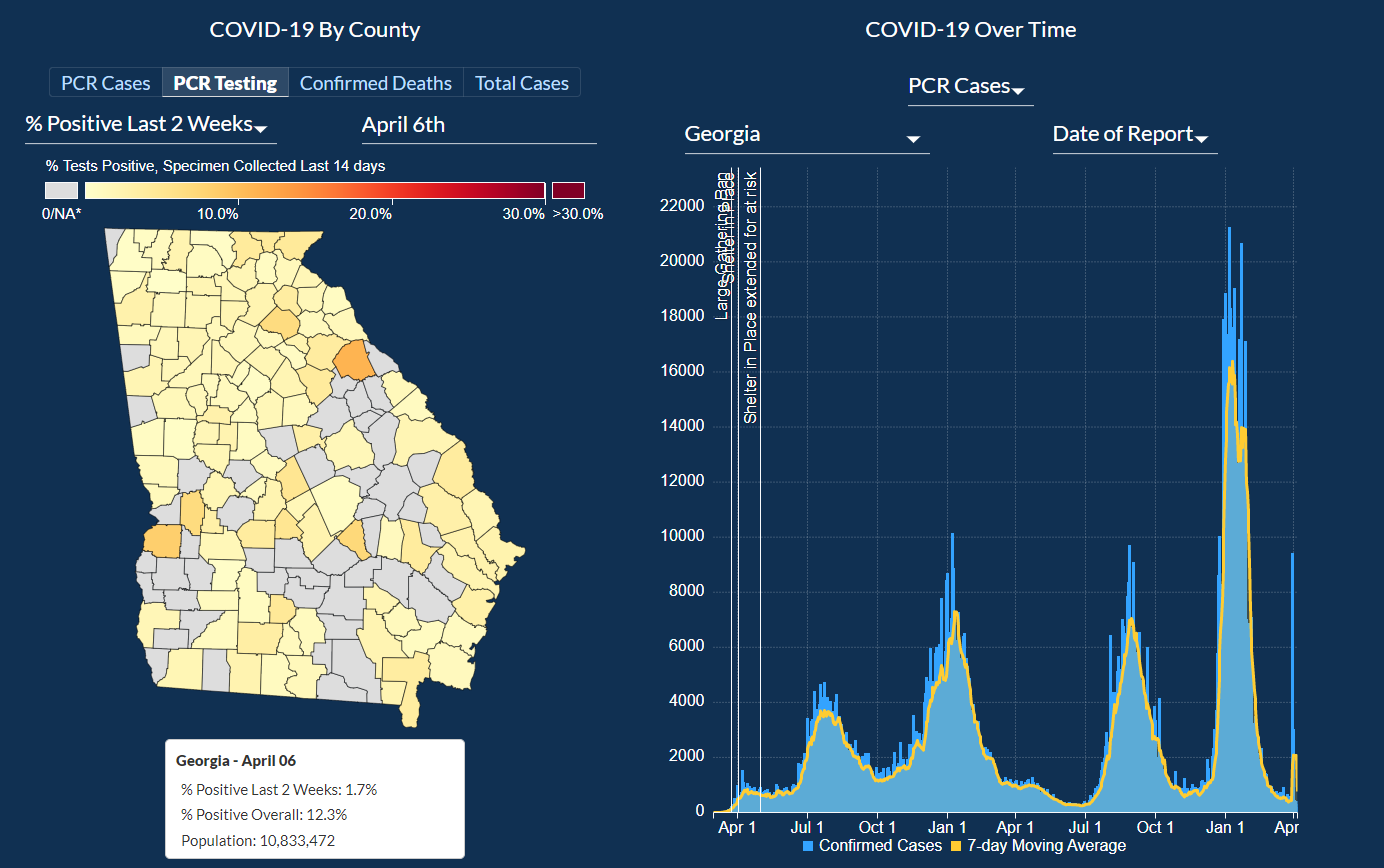 COVID-19 By County
PCR Cases PCR Testing Confirmed Deaths Total Cases
% Positive Last 2 Weeks
April 6th
% Tests Positive, Specimen Collected Last 14 days
0/NA* 10.0% 20.0% 30.0% >30.0%
Georgia - April 06
% Positive Last 2 Weeks: 1.7%
% Positive Overall: 12.3%
Population: 10,833,472
COVID-19 Over Time
PCR Cases
Georgia
Date of Report
Large Gathering Ban
Shelter in Place
Shelter in Place extended for at risk
22000
20000
18000
16000
14000
12000
10000
8000
6000
4000
2000
0
Apr 1 Jul 1 Oct 1 Jan 1 Apr 1 Jul 1 Oct 1 Jan 1 Apr
Confirmed Cases 7-day Moving Average